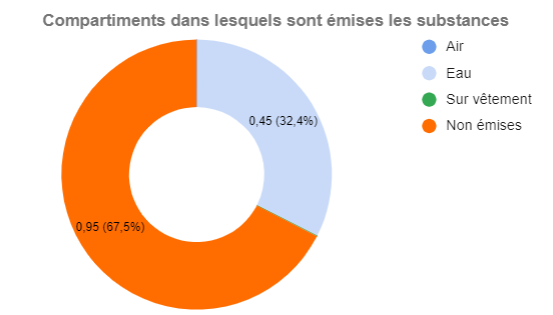 Compartiments dans lesquels sont émises les substances
Air
Eau
Sur vêtement
Non émises
0,45 (32,4%)
0,95 (67,5%)